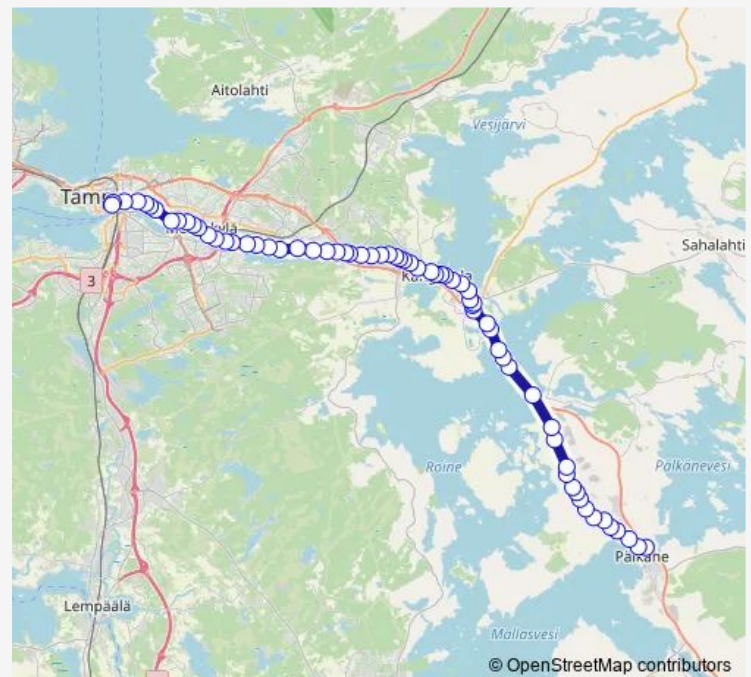 Aitolahti
Vesijärvi
Tam
Sahalahti
3
Roine
Pälkänevesi
Pälkäne
Lempäälä
Mallasvesi
© OpenStreetMap contributors